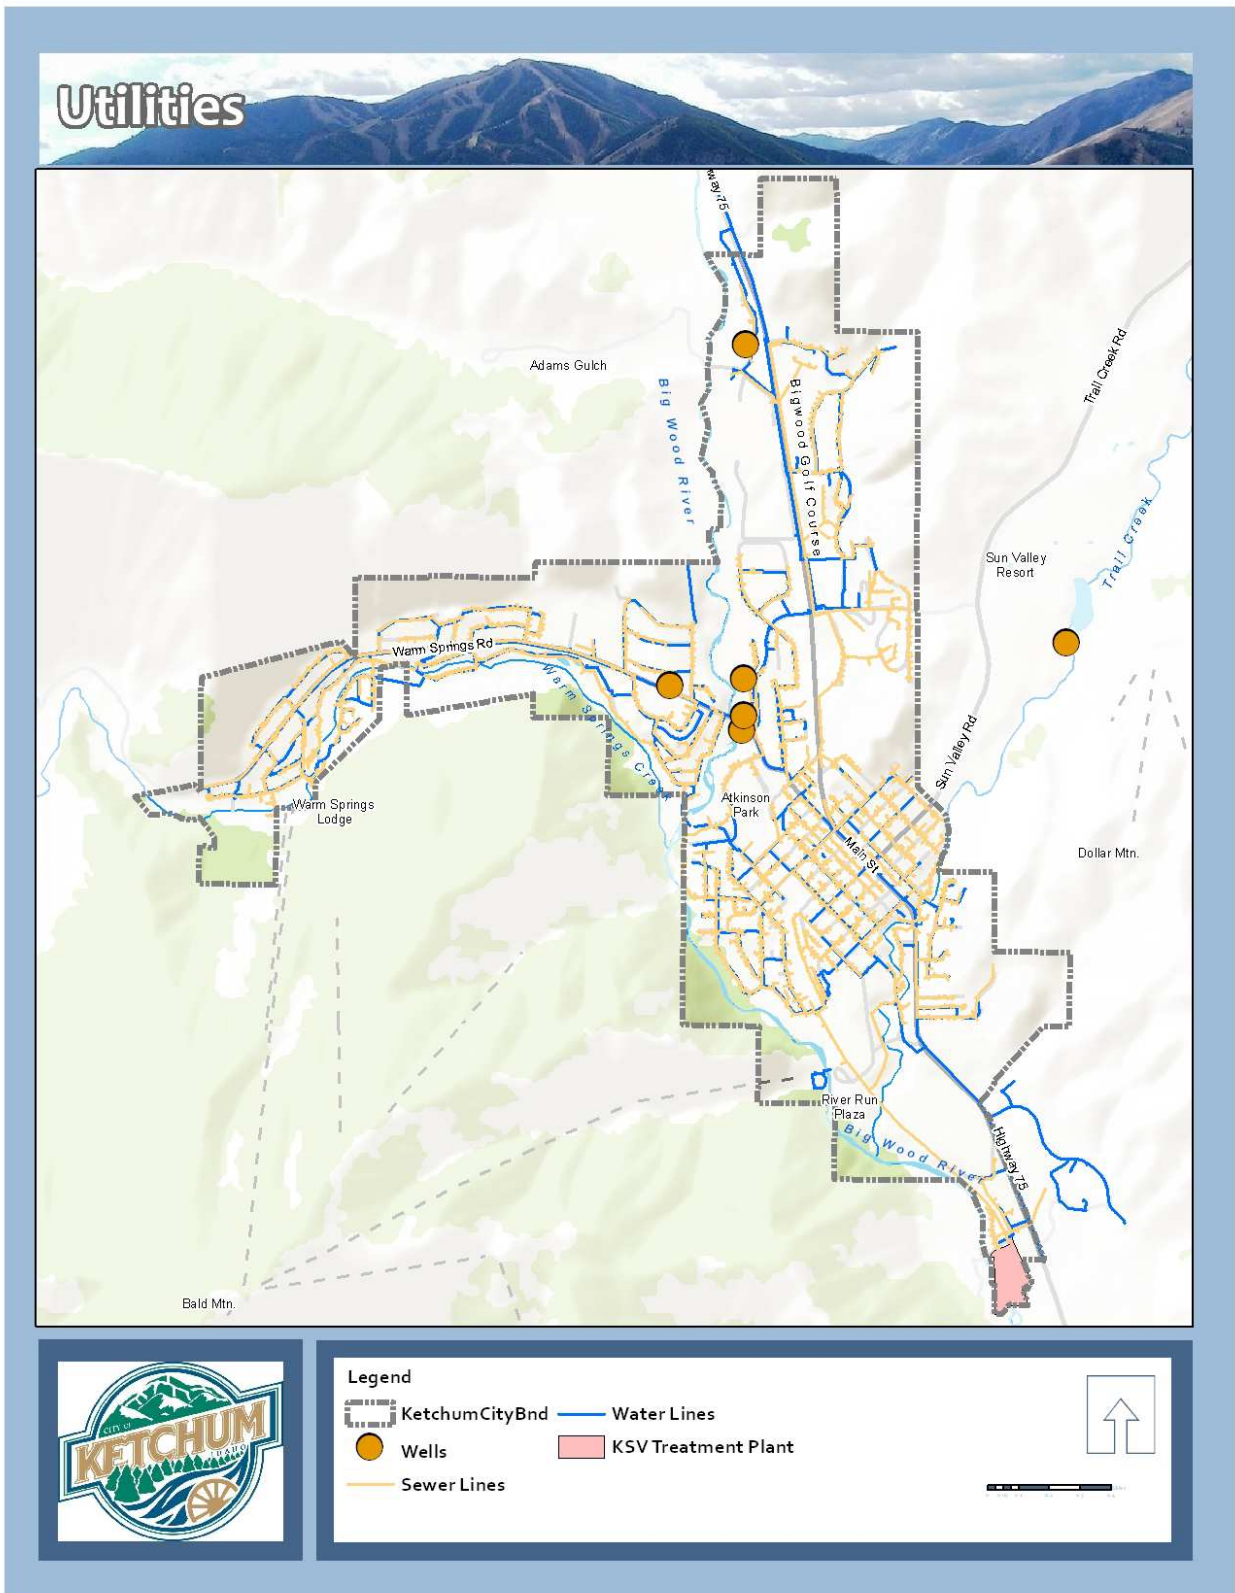 Utilities
way 75
Adams Gulch
Big Wood River
Bigwood Golf Course
Trail Creek Rd
Trail Creek
Sun Valley
Resort
Warm Springs Rd
Warm Springs Creek
Sun Valley Rd
Warm Springs
Lodge
Atkinson
Park
Main St
Dollar Mtn.
River Run
Plaza
Big Wood River
Highway 75
Bald Mtn.
CITY OF
KETCHUM
IDAHO
Legend
KetchumCityBnd
Water Lines
Wells
KSV Treatment Plant
Sewer Lines